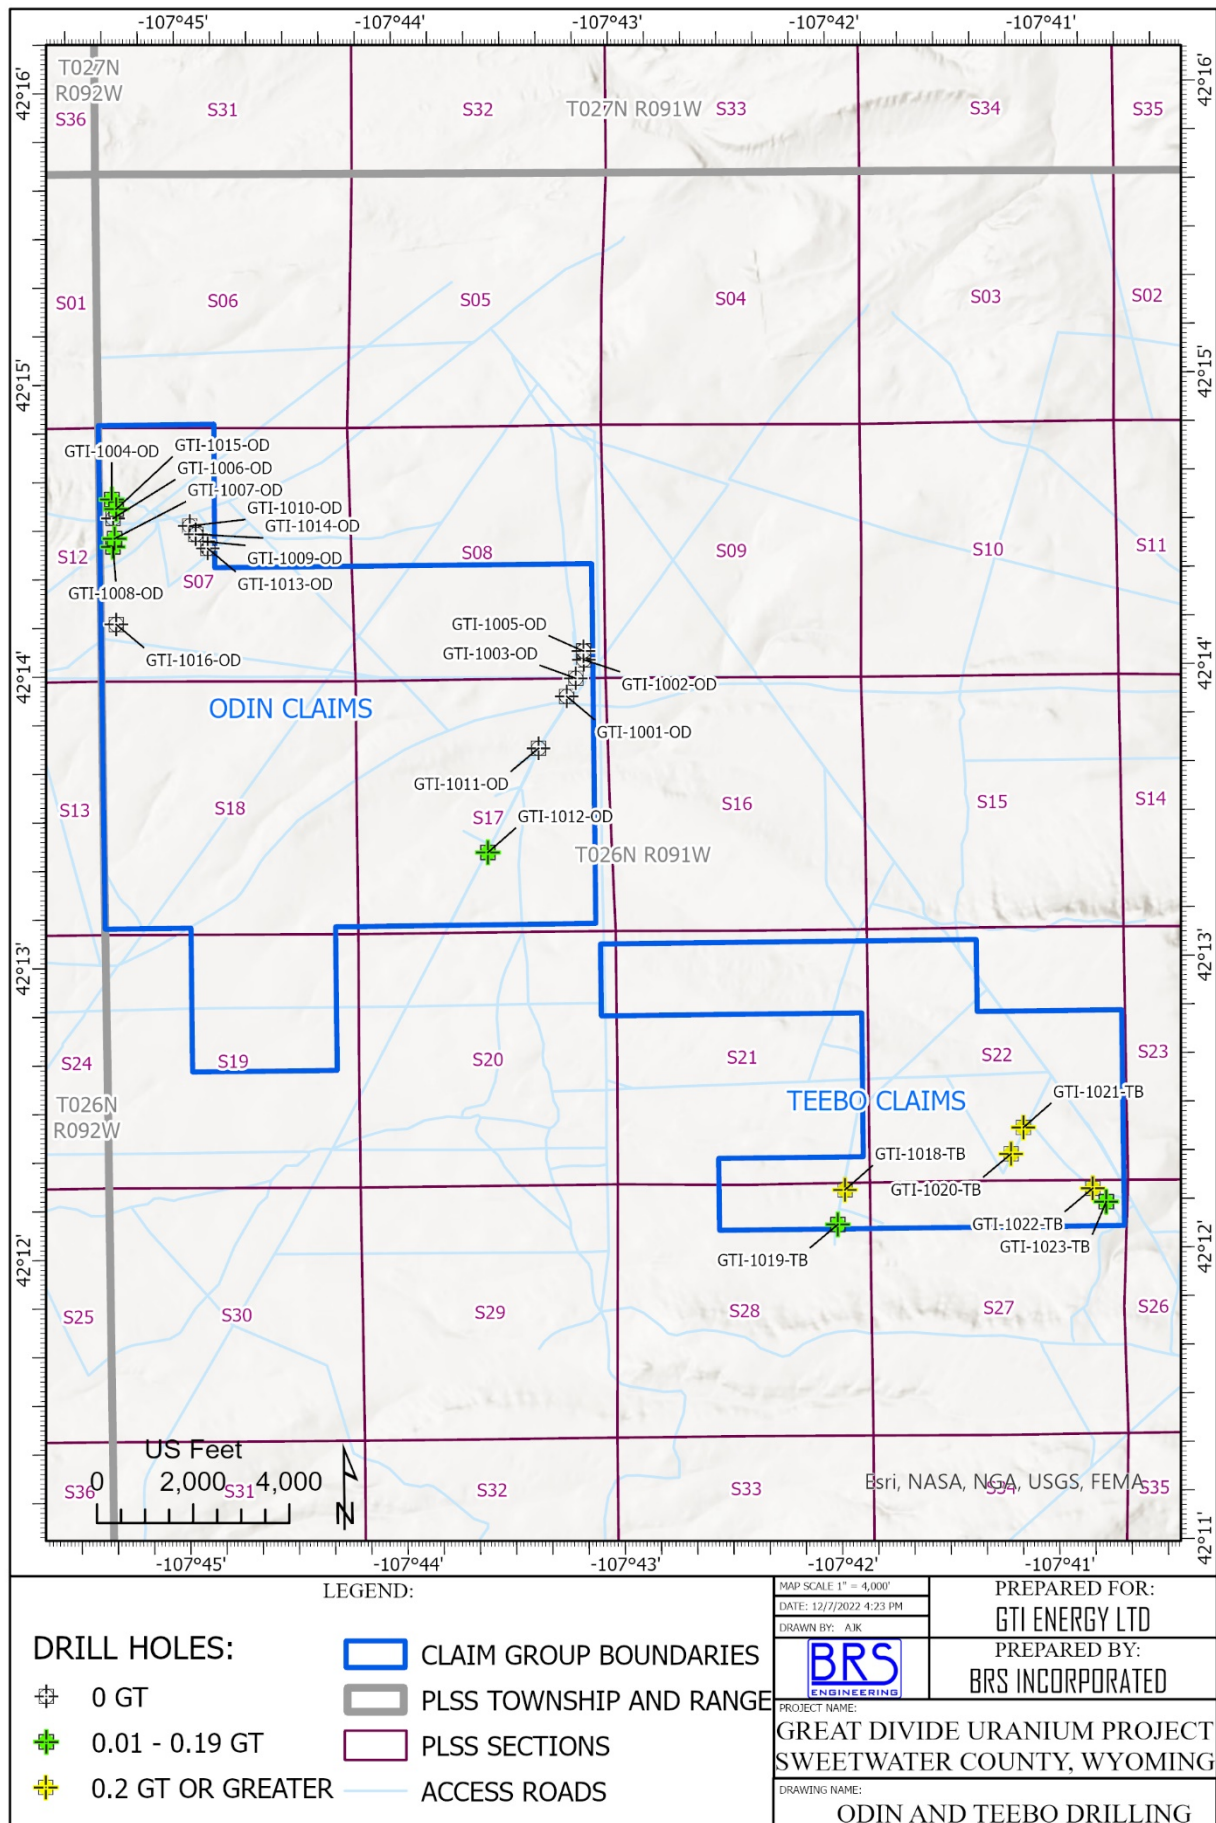 -107°45'
-107°44'
-107°43'
-107°42'
-107°41'
42°16'
42°16'
T027N
R092W
S36
S31
S32
T027N R091W
S33
S34
S35
S01
S06
S05
S04
S03
S02
42°15'
42°15'
GTI-1004-OD
GTI-1015-OD
GTI-1006-OD
GTI-1007-OD
GTI-1010-OD
GTI-1014-OD
GTI-1009-OD
GTI-1013-OD
S12
S07
S08
S09
S10
S11
GTI-1008-OD
GTI-1016-OD
GTI-1005-OD
GTI-1003-OD
GTI-1002-OD
GTI-1001-OD
42°14'
42°14'
ODIN CLAIMS
GTI-1011-OD
GTI-1012-OD
S13
S18
S17
S16
S15
S14
T026N R091W
42°13'
42°13'
S24
S19
S20
S21
S22
S23
T026N
R092W
TEEBO CLAIMS
GTI-1021-TB
GTI-1018-TB
GTI-1020-TB
GTI-1022-TB
GTI-1023-TB
GTI-1019-TB
42°12'
42°12'
S25
S30
S29
S28
S27
S26
US Feet
0 2,000 4,000
N
S36
S31
S32
S33
S34
S35
Esri, NASA, NGA, USGS, FEMA
42°11'
-107°45'
-107°44'
-107°43'
-107°42'
-107°41'
LEGEND:
DRILL HOLES:
0 GT
0.01 - 0.19 GT
0.2 GT OR GREATER
CLAIM GROUP BOUNDARIES
PLSS TOWNSHIP AND RANGE
PLSS SECTIONS
ACCESS ROADS
MAP SCALE 1" = 4,000'
DATE: 12/7/2022 4:23 PM
DRAWN BY: AJK
PREPARED FOR:
GTI ENERGY LTD
BRS
ENGINEERING
PREPARED BY:
BRS INCORPORATED
PROJECT NAME:
GREAT DIVIDE URANIUM PROJECT
SWEETWATER COUNTY, WYOMING
DRAWING NAME:
ODIN AND TEEBO DRILLING